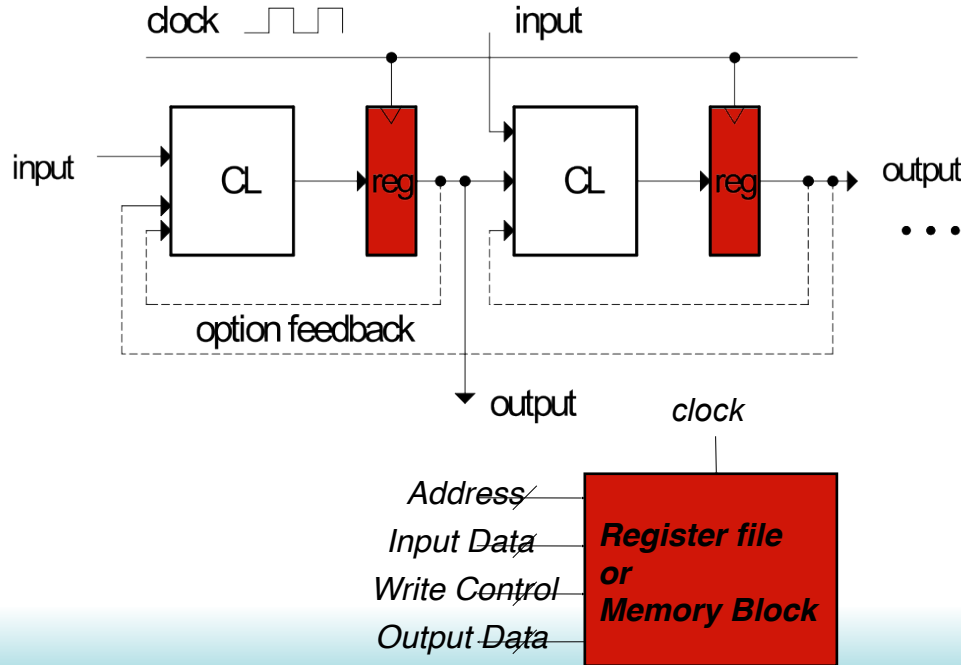 clock
input
input
CL
reg
CL
reg
output
• • •
option feedback
output
clock
Address
Input Data
Write Control
Output Data
Register file
or
Memory Block